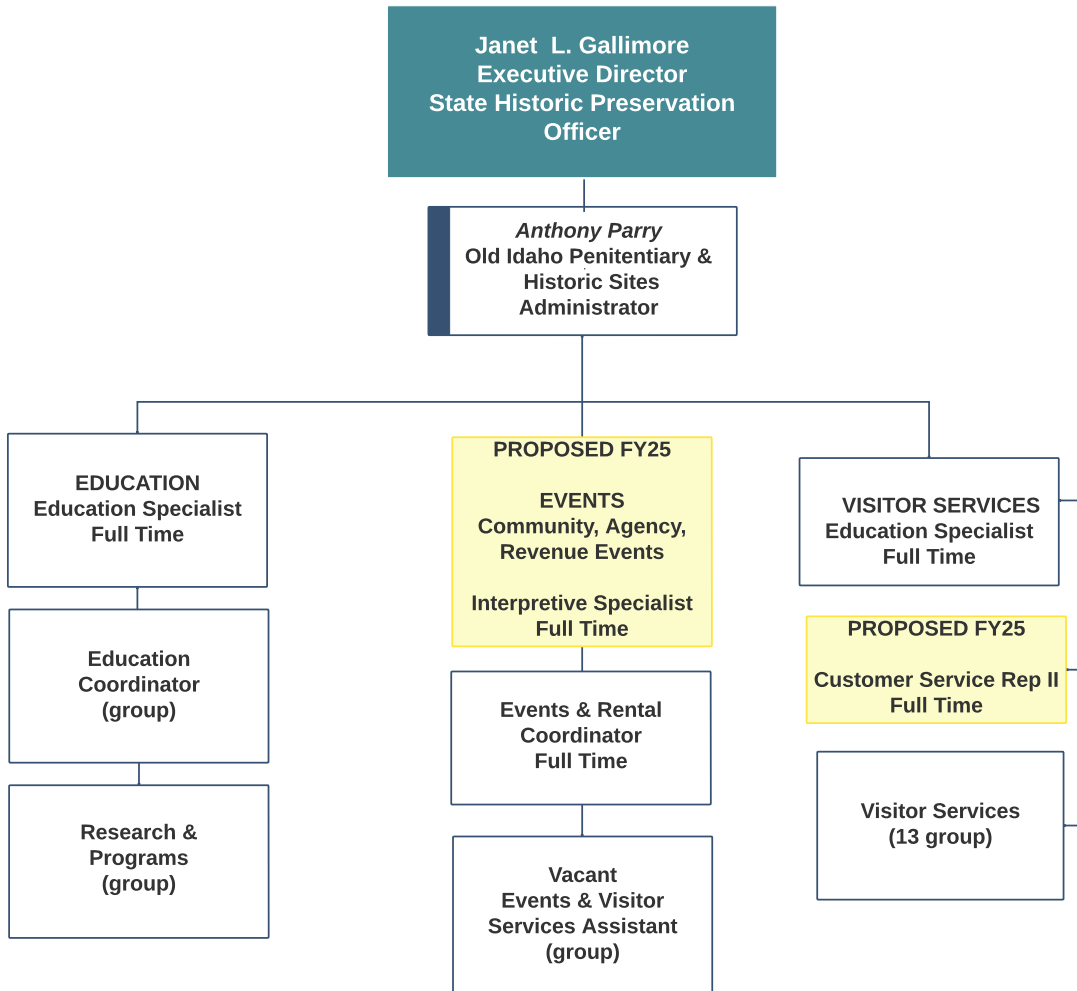 Janet L. Gallimore
Executive Director
State Historic Preservation
Officer
Anthony Parry
Old Idaho Penitentiary &
Historic Sites
Administrator
EDUCATION
Education Specialist
Full Time
Education
Coordinator
(group)
Research &
Programs
(group)
PROPOSED FY25
EVENTS
Community, Agency,
Revenue Events
Interpretive Specialist
Full Time
Events & Rental
Coordinator
Full Time
Vacant
Events & Visitor
Services Assistant
(group)
VISITOR SERVICES
Education Specialist
Full Time
PROPOSED FY25
Customer Service Rep II
Full Time
Visitor Services
(13 group)